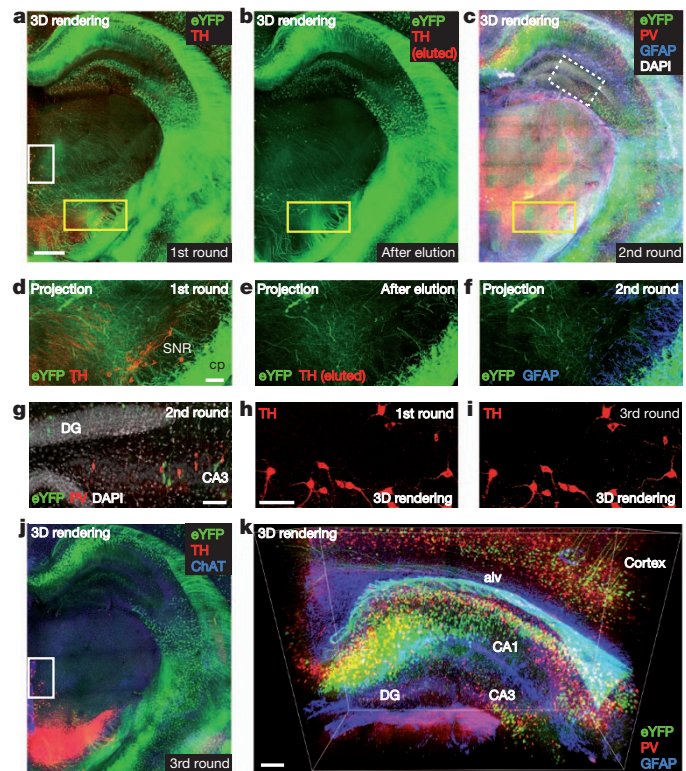 a
3D rendering
eYFP
TH
1st round
b
3D rendering
eYFP
TH
(eluted)
After elution
c
3D rendering
eYFP
PV
GFAP
DAPI
2nd round
d
Projection
1st round
SNR
cp
eYFP TH
e
Projection
After elution
eYFP TH (eluted)
f
Projection
2nd round
eYFP GFAP
g
2nd round
DG
CA3
eYFP PV DAPI
h
TH
1st round
3D rendering
i
TH
3rd round
3D rendering
j
3D rendering
eYFP
TH
ChAT
3rd round
k
3D rendering
Cortex
alv
CA1
DG
CA3
eYFP
PV
GFAP